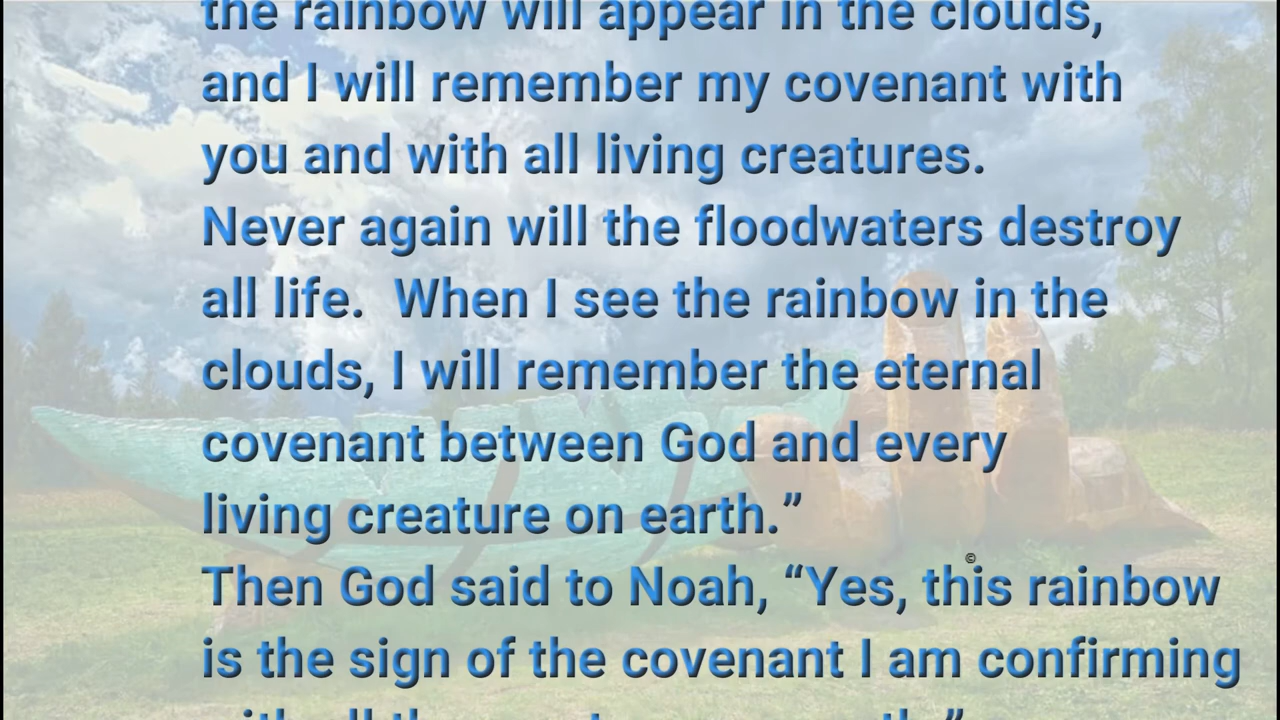 the rainbow will appear in the clouds,
and I will remember my covenant with
you and with all living creatures.
Never again will the floodwaters destroy
all life.  When I see the rainbow in the
clouds, I will remember the eternal
covenant between God and every
living creature on earth.”
©
Then God said to Noah, “Yes, this rainbow
is the sign of the covenant I am confirming